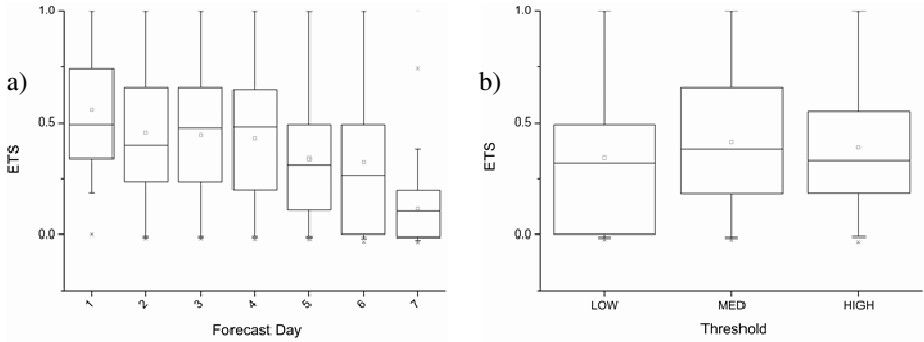 a)
ETS
1.0
0.5
0.0
1 2 3 4 5 6 7
Forecast Day
b)
ETS
1.0
0.5
0.0
LOW MED HIGH
Threshold